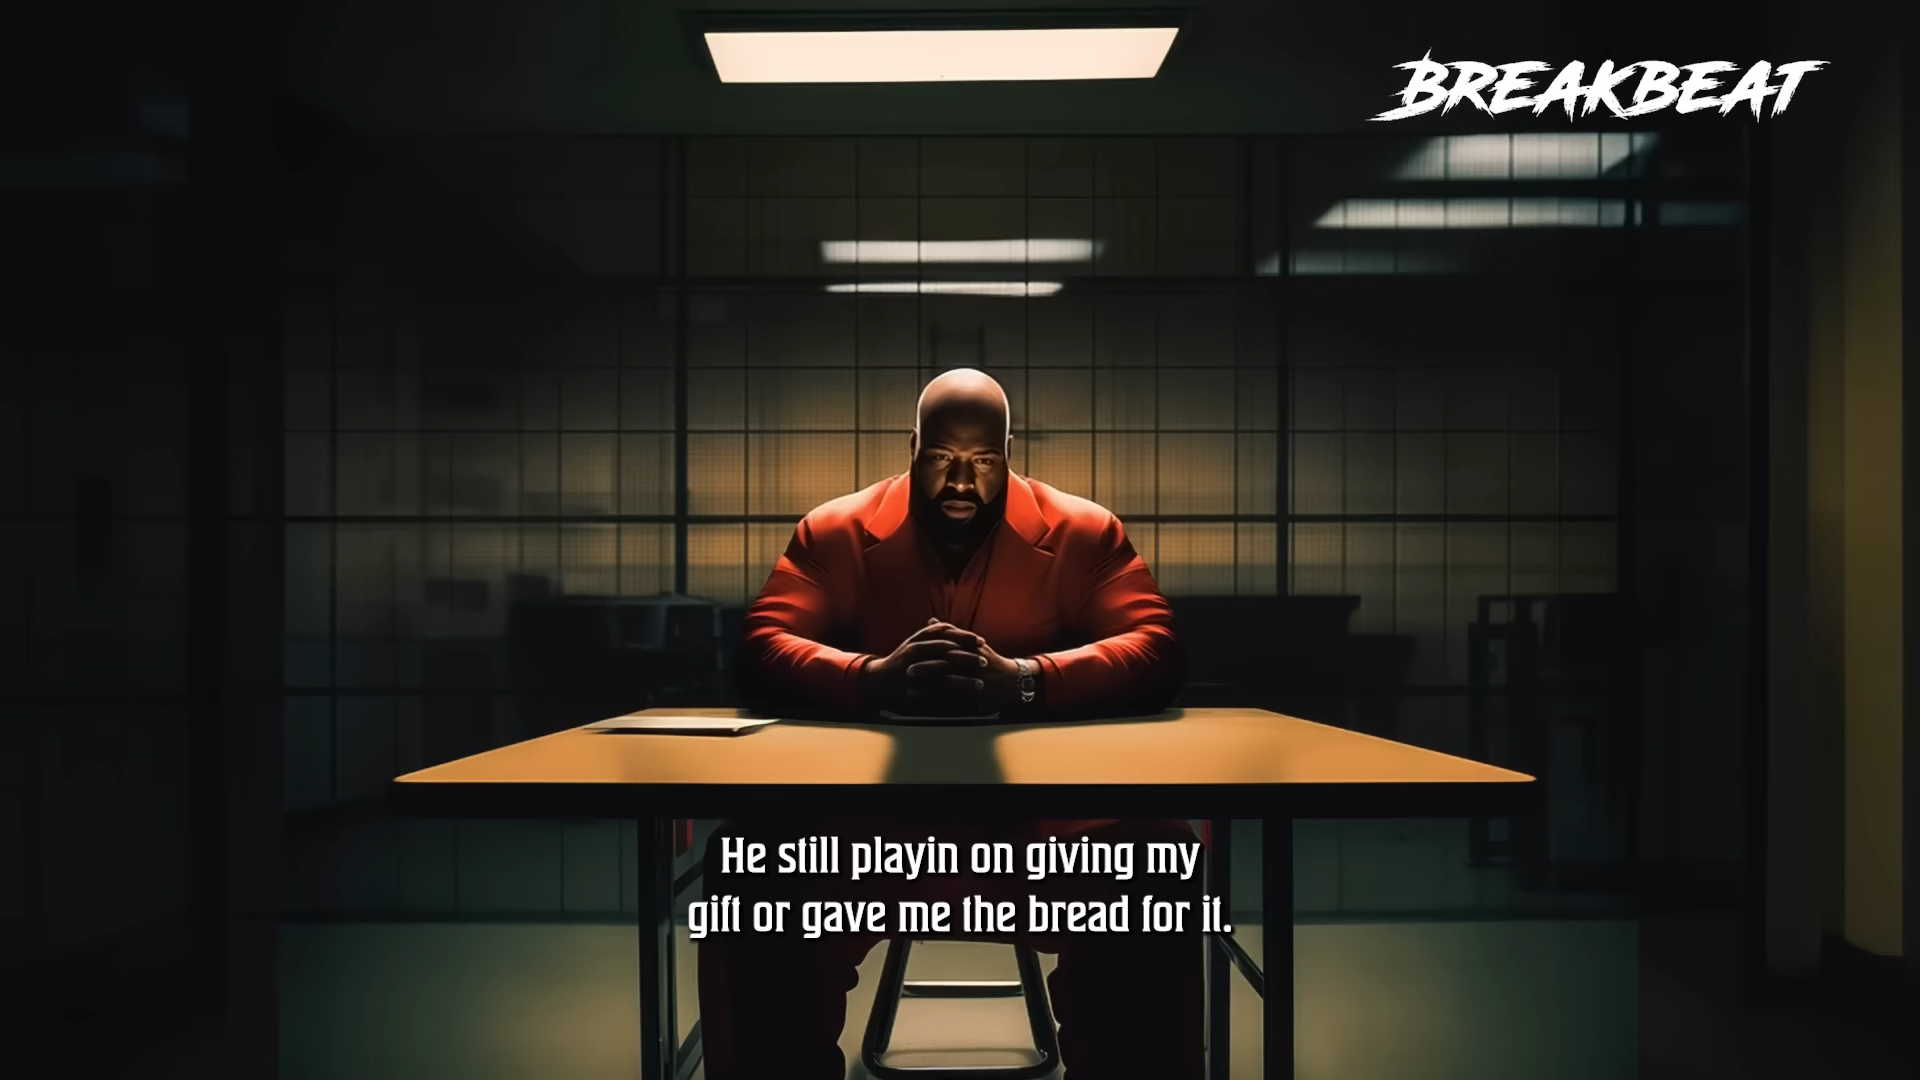 BREAKBEAT
He still playin on giving my
gift or gave me the bread for it.